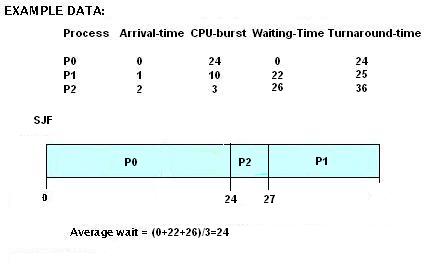 EXAMPLE DATA:
Process Arrival-time CPU-burst Waiting-Time Turnaround-time
P0 0 24 0 24
P1 1 10 22 25
P2 2 3 26 36
SJF
P0 P2 P1
0 24 27
Average wait = (0+22+26)/3=24